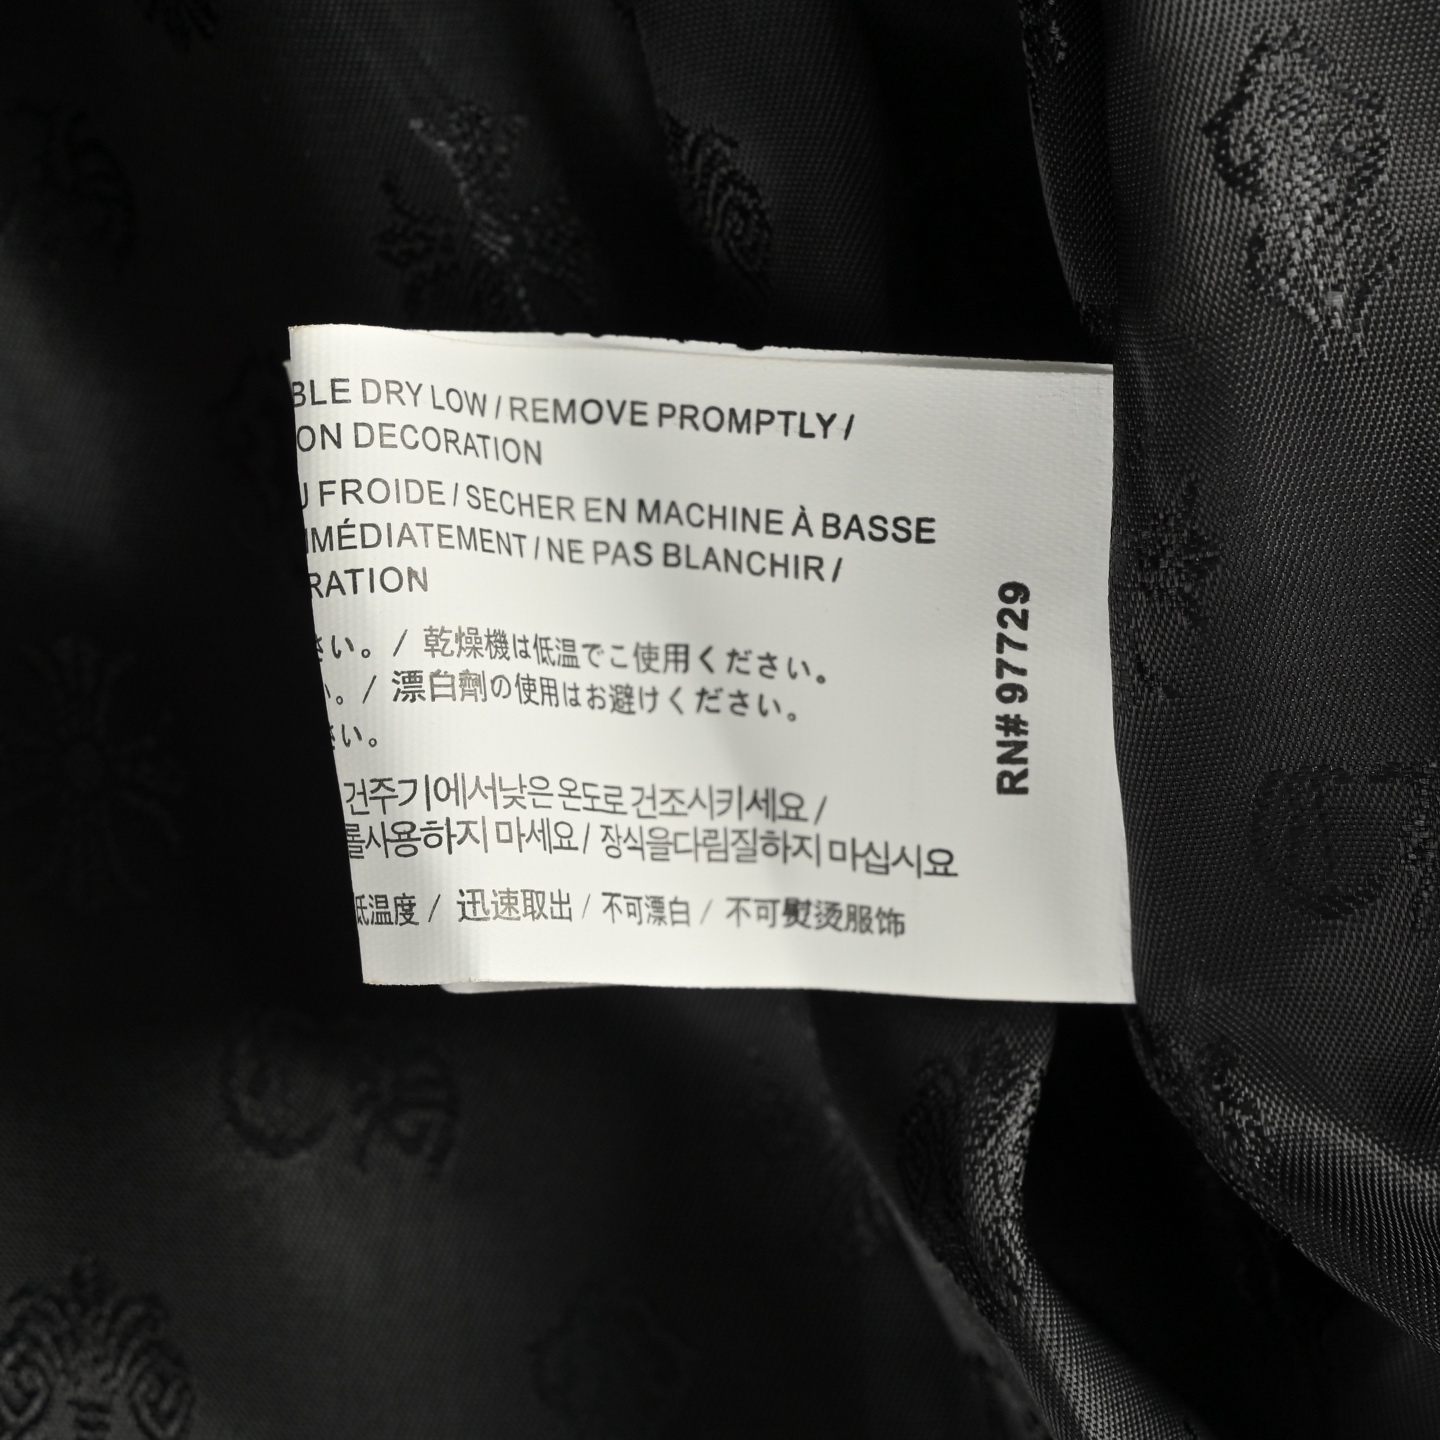 BLE DRY LOW / REMOVE PROMPTLY /
ON DECORATION
U FROIDE / SECHER EN MACHINE À BASSE
MMÉDIATEMENT / NE PAS BLANCHIR /
RATION
さい。 / 乾燥機は低温でご使用ください。
い。 / 漂白劑の使用はお避けください。
さい。
건주기에서낮은온도로건조시키세요 /
롤사용하지 마세요 / 장식을다림질하지 마십시요
低温度 / 迅速取出 / 不可漂白 / 不可熨烫服饰
RN# 97729